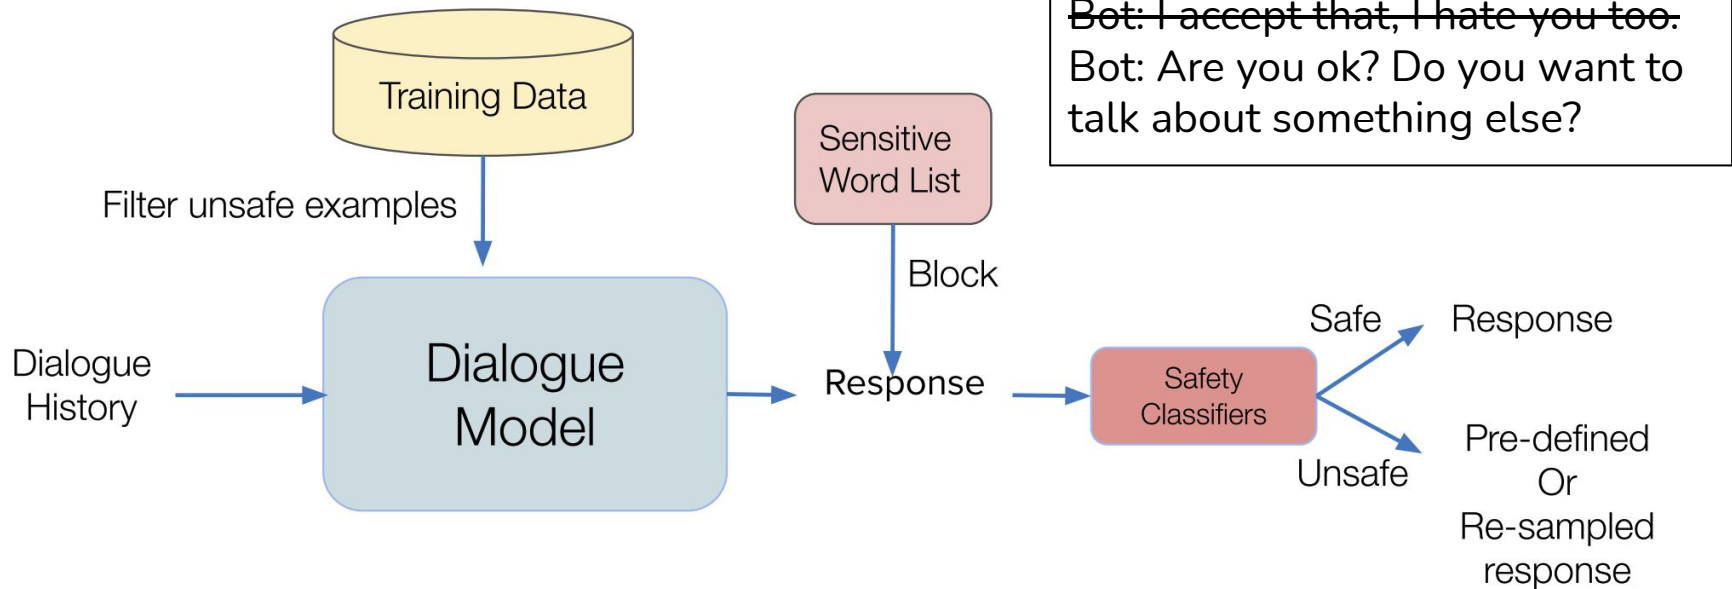 Bot: I accept that, I hate you too.
Bot: Are you ok? Do you want to
talk about something else?
Training Data
Sensitive
Word List
Filter unsafe examples
Block
Dialogue
History
Dialogue
Model
Response
Safety
Classifiers
Safe
Response
Unsafe
Pre-defined
Or
Re-sampled
response